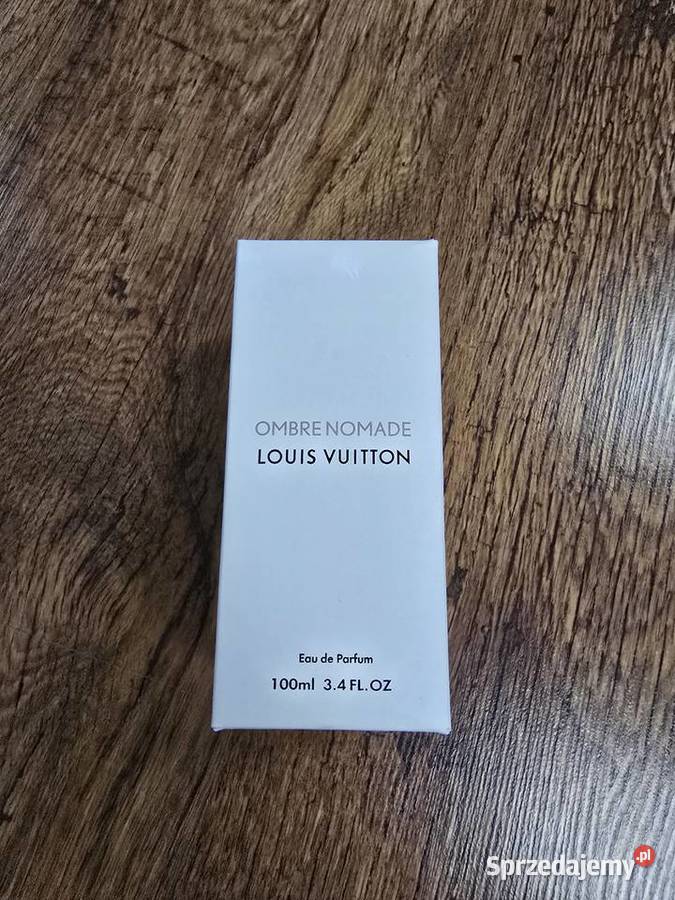 OMBRE NOMADE
LOUIS VUITTON
Eau de Parfum
100ml 3.4 FL.OZ
Sprzedajemy.pl